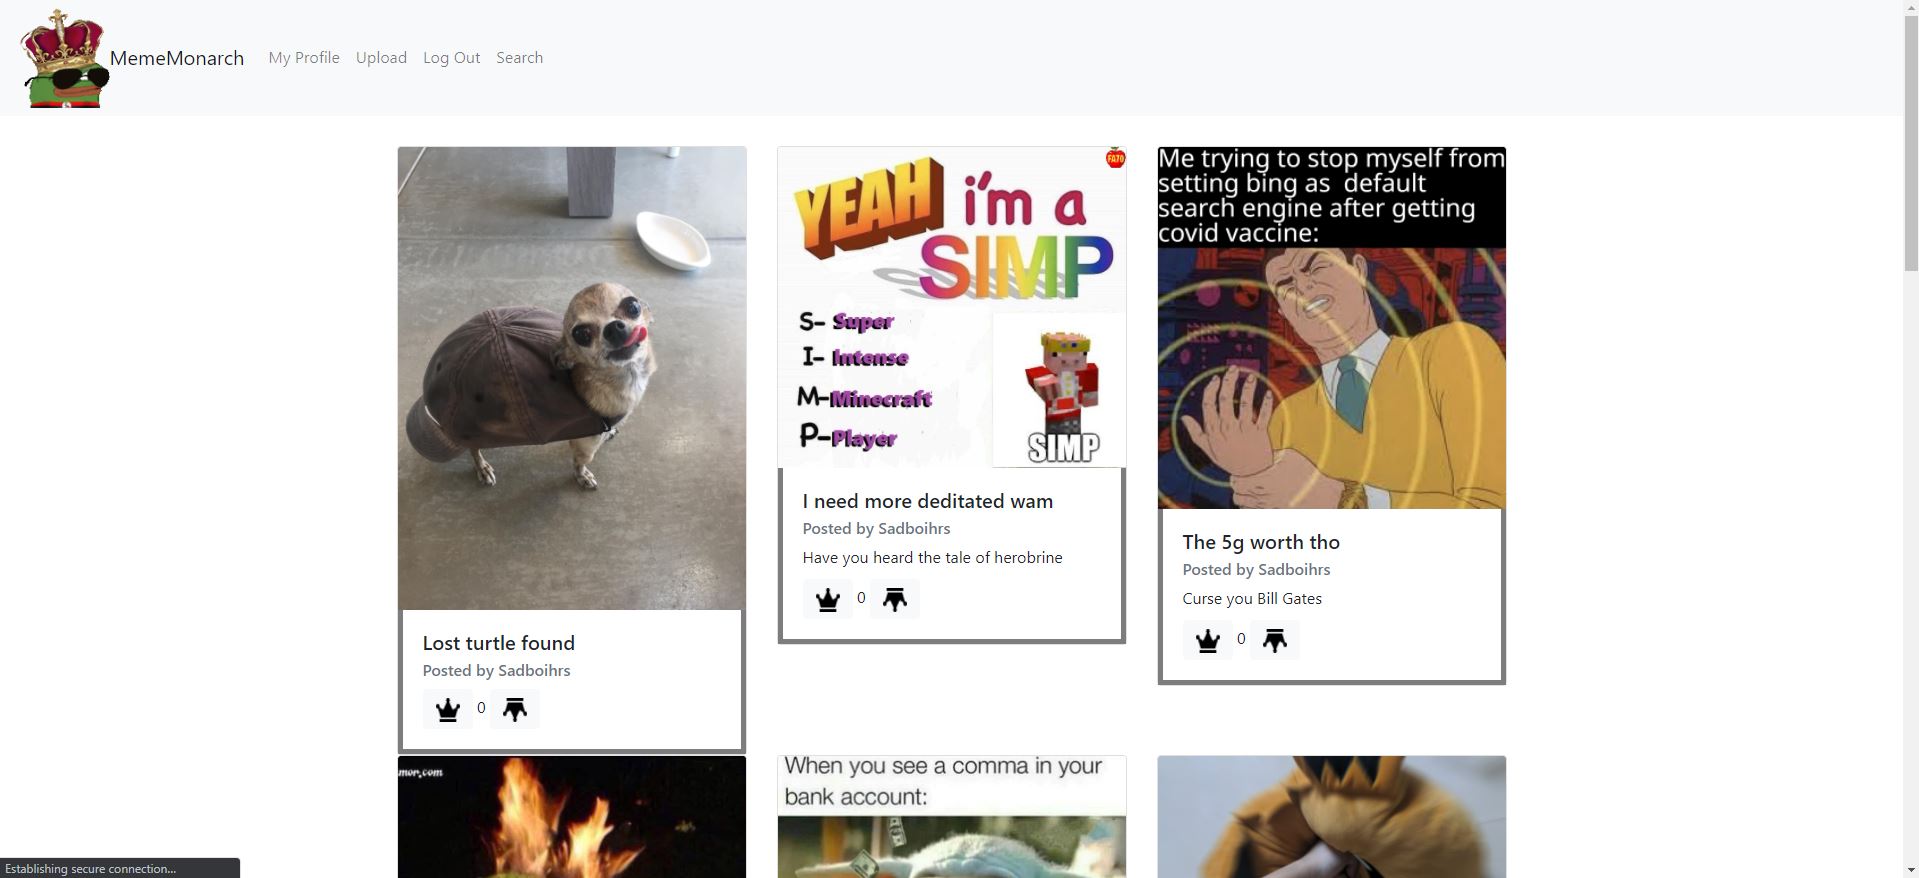 MemeMonarch
My Profile
Upload
Log Out
Search
Lost turtle found
Posted by Sadboihrs
0
FA70
YEAH i'm a
SIMP
S- Super
I- Intense
M-Minecraft
P-Player
SIMP
I need more deditated wam
Posted by Sadboihrs
Have you heard the tale of herobrine
0
Me trying to stop myself from
setting bing as default
search engine after getting
covid vaccine:
The 5g worth tho
Posted by Sadboihrs
Curse you Bill Gates
0
mor.com
When you see a comma in your
bank account:
Establishing secure connection...